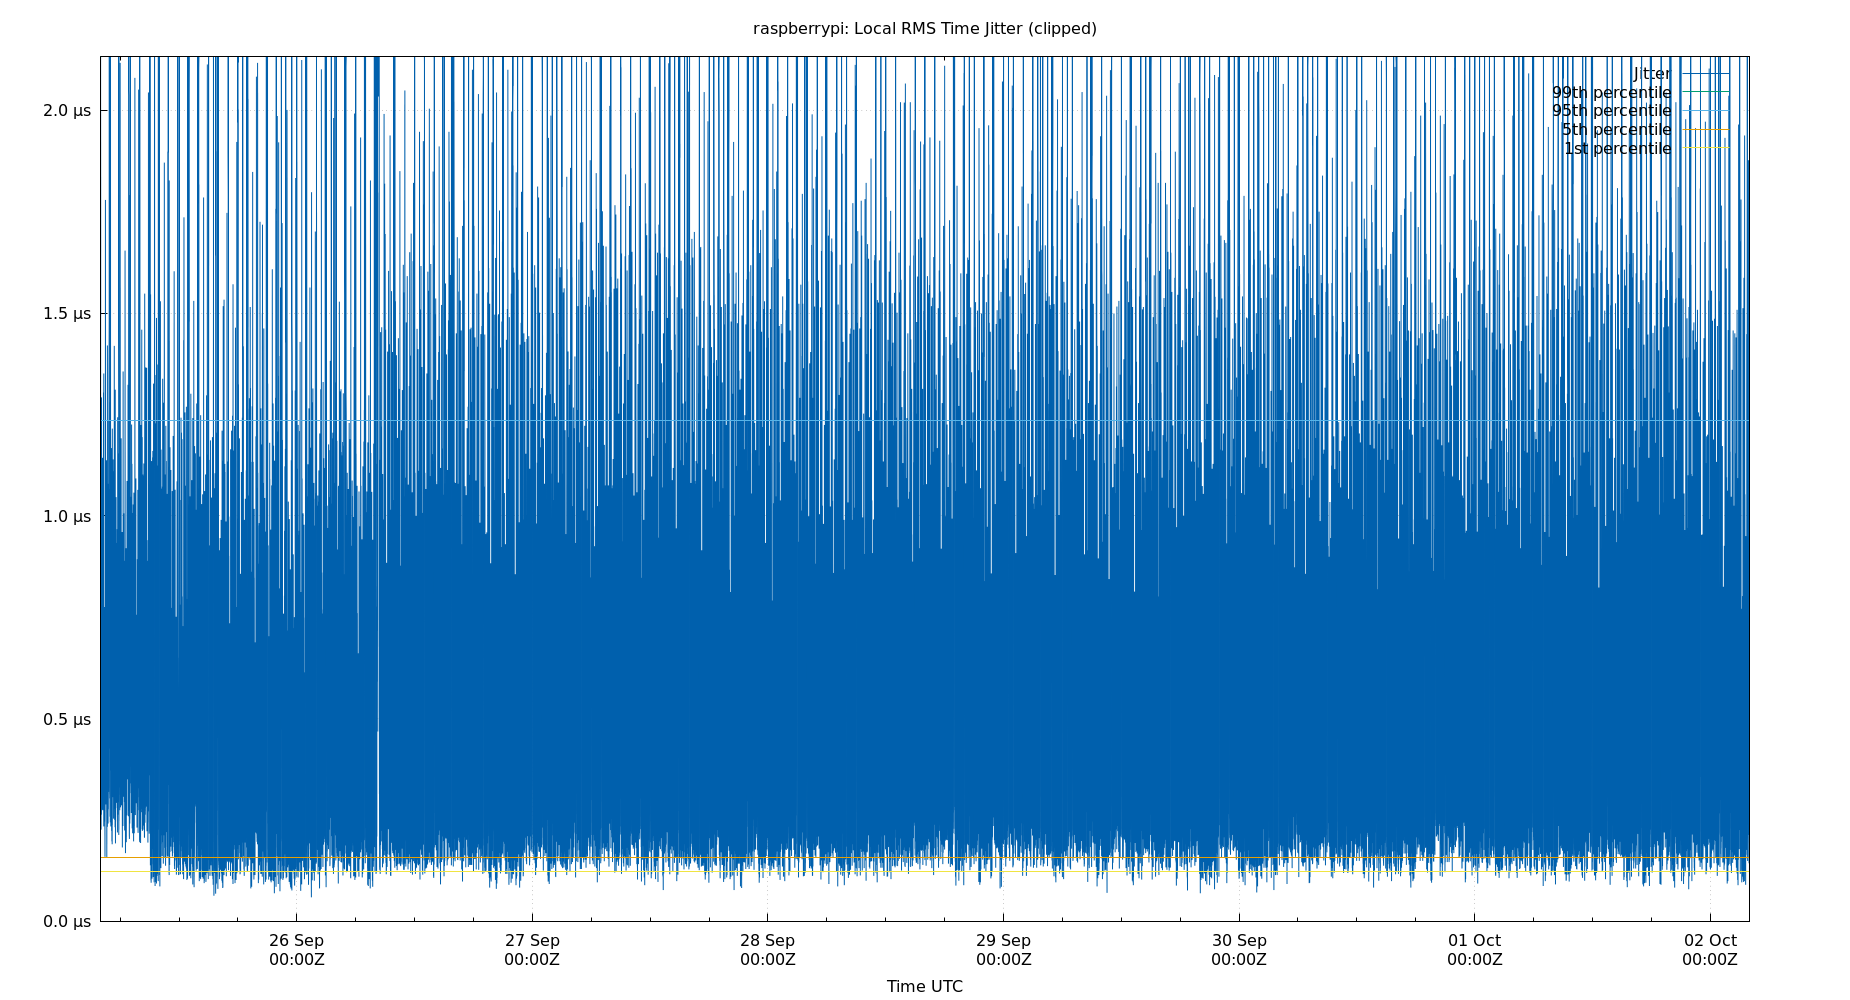 raspberrypi: Local RMS Time Jitter (clipped)
Jitter
99th percentile
95th percentile
5th percentile
1st percentile
2.0 µs
1.5 µs
1.0 µs
0.5 µs
0.0 µs
26 Sep 27 Sep 28 Sep 29 Sep 30 Sep 01 Oct 02 Oct
00:00Z 00:00Z 00:00Z 00:00Z 00:00Z 00:00Z 00:00Z
Time UTC